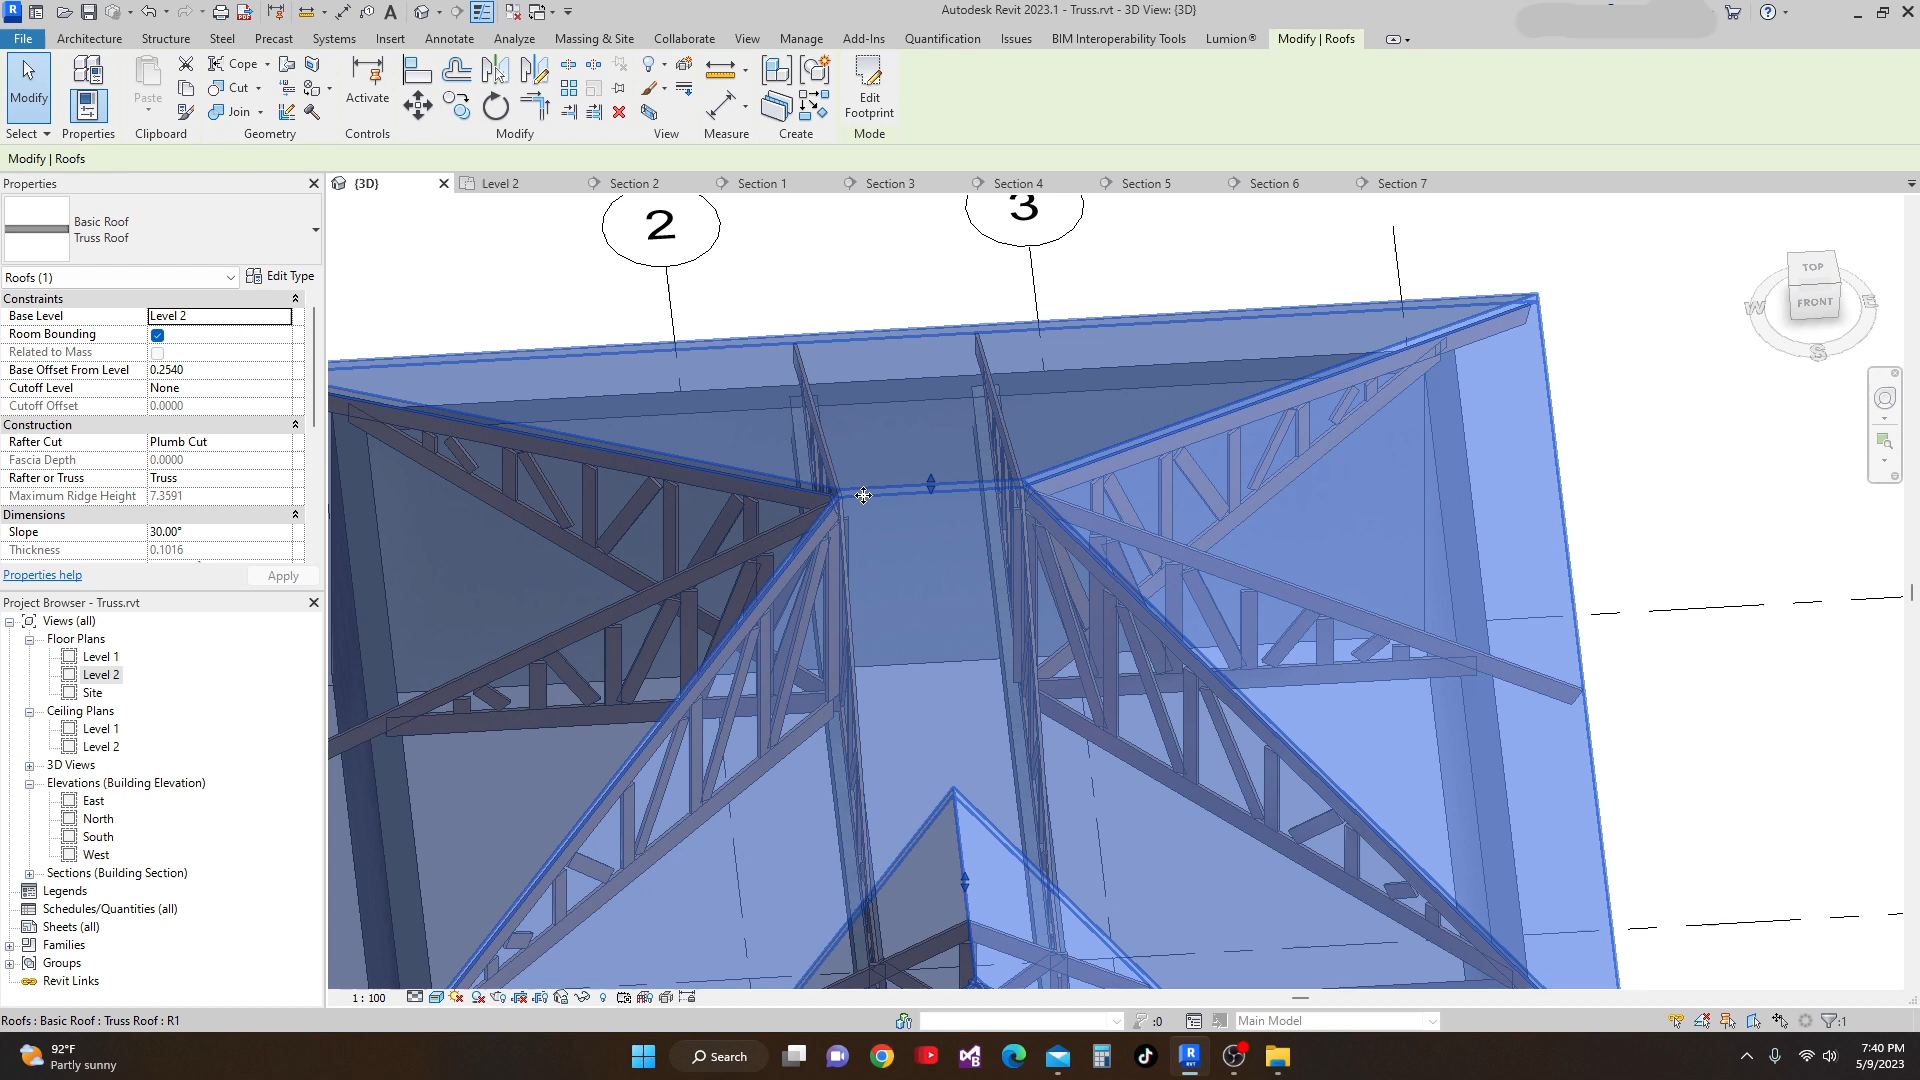 Autodesk Revit 2023.1 - Truss.rvt - 3D View: {3D}
File Architecture Structure Steel Precast Systems Insert Annotate Analyze Massing & Site Collaborate View Manage Add-Ins Quantification Issues BIM Interoperability Tools Lumion® Modify | Roofs
Modify Paste Cope Cut Join Activate Edit Footprint
Select Properties Clipboard Geometry Controls Modify View Measure Create Mode
Modify | Roofs
Properties
{3D} Level 2 Section 2 Section 1 Section 3 Section 4 Section 5 Section 6 Section 7
Basic Roof
Truss Roof
Roofs (1) Edit Type
Constraints
Base Level Level 2
Room Bounding
Related to Mass
Base Offset From Level 0.2540
Cutoff Level None
Cutoff Offset 0.0000
Construction
Rafter Cut Plumb Cut
Fascia Depth 0.0000
Rafter or Truss Truss
Maximum Ridge Height 7.3591
Dimensions
Slope 30.00°
Thickness 0.1016
Properties help Apply
Project Browser - Truss.rvt
Views (all)
Floor Plans
Level 1
Level 2
Site
Ceiling Plans
Level 1
Level 2
3D Views
Elevations (Building Elevation)
East
North
South
West
Sections (Building Section)
Legends
Schedules/Quantities (all)
Sheets (all)
Families
Groups
Revit Links
2
3
TOP
FRONT
W
E
S
1 : 100
Roofs : Basic Roof : Truss Roof : R1
:0
Main Model
:1
92°F
Partly sunny
Search
7:40 PM
5/9/2023